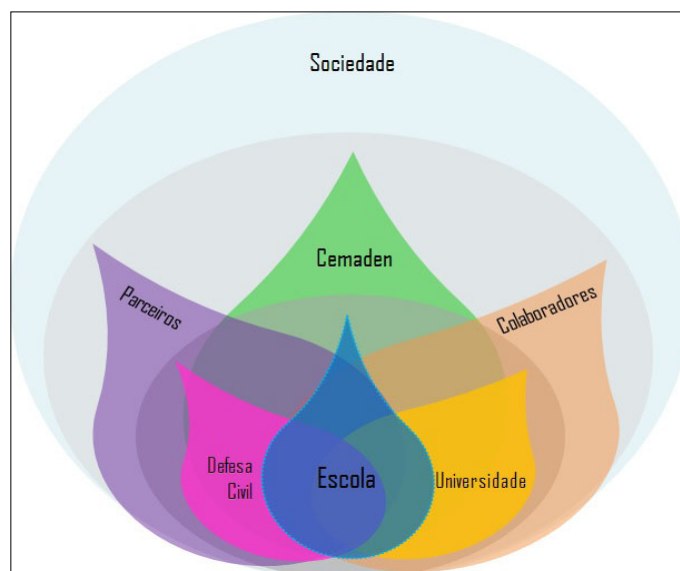 Sociedade
Cemaden
Parceiros
Colaboradores
Defesa
Civil
Escola
Universidade